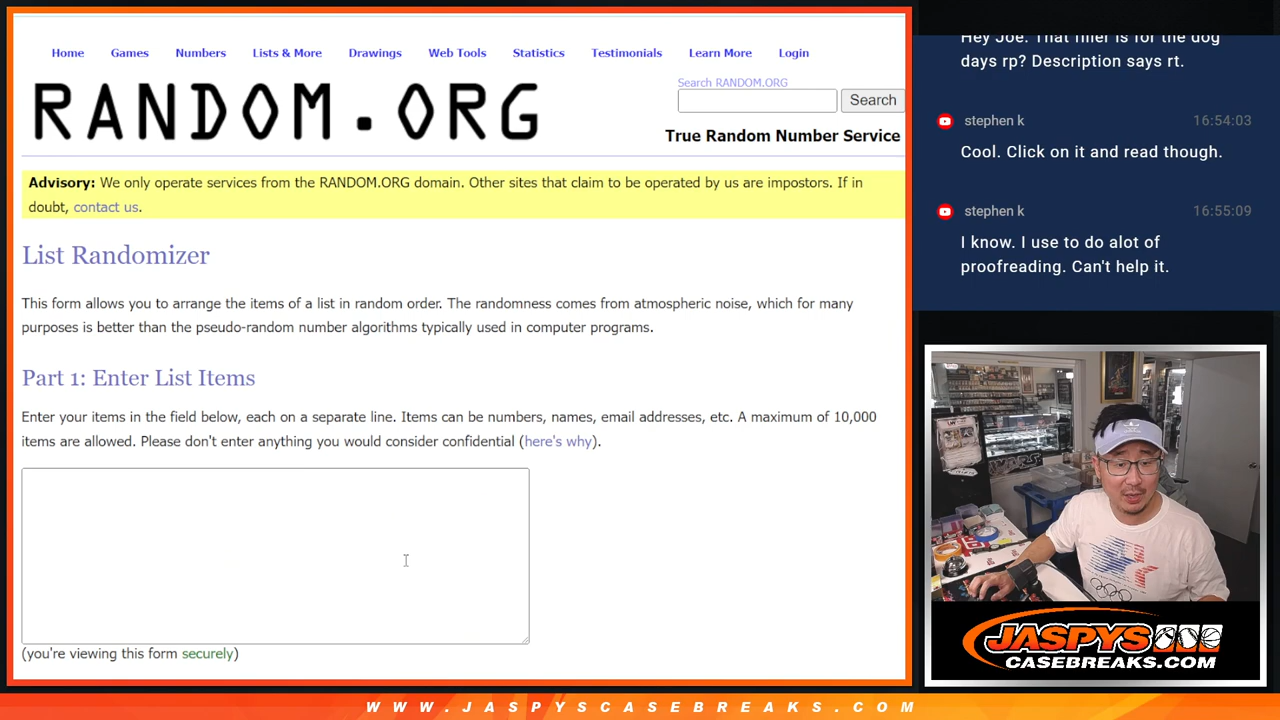 Home Games Numbers Lists & More Drawings Web Tools Statistics Testimonials Learn More Login
RANDOM.ORG
Search RANDOM.ORG
Search
True Random Number Service
Advisory: We only operate services from the RANDOM.ORG domain. Other sites that claim to be operated by us are impostors. If in
doubt, contact us.
List Randomizer
This form allows you to arrange the items of a list in random order. The randomness comes from atmospheric noise, which for many
purposes is better than the pseudo-random number algorithms typically used in computer programs.
Part 1: Enter List Items
Enter your items in the field below, each on a separate line. Items can be numbers, names, email addresses, etc. A maximum of 10,000
items are allowed. Please don't enter anything you would consider confidential (here's why).
(you're viewing this form securely)
Hey Joe. That filler is for the dog
days rp? Description says rt.
stephen k 16:54:03
Cool. Click on it and read though.
stephen k 16:55:09
I know. I use to do alot of
proofreading. Can't help it.
JASPYS
CASEBREAKS.COM
WWW.JASPYSCASEBREAKS.COM